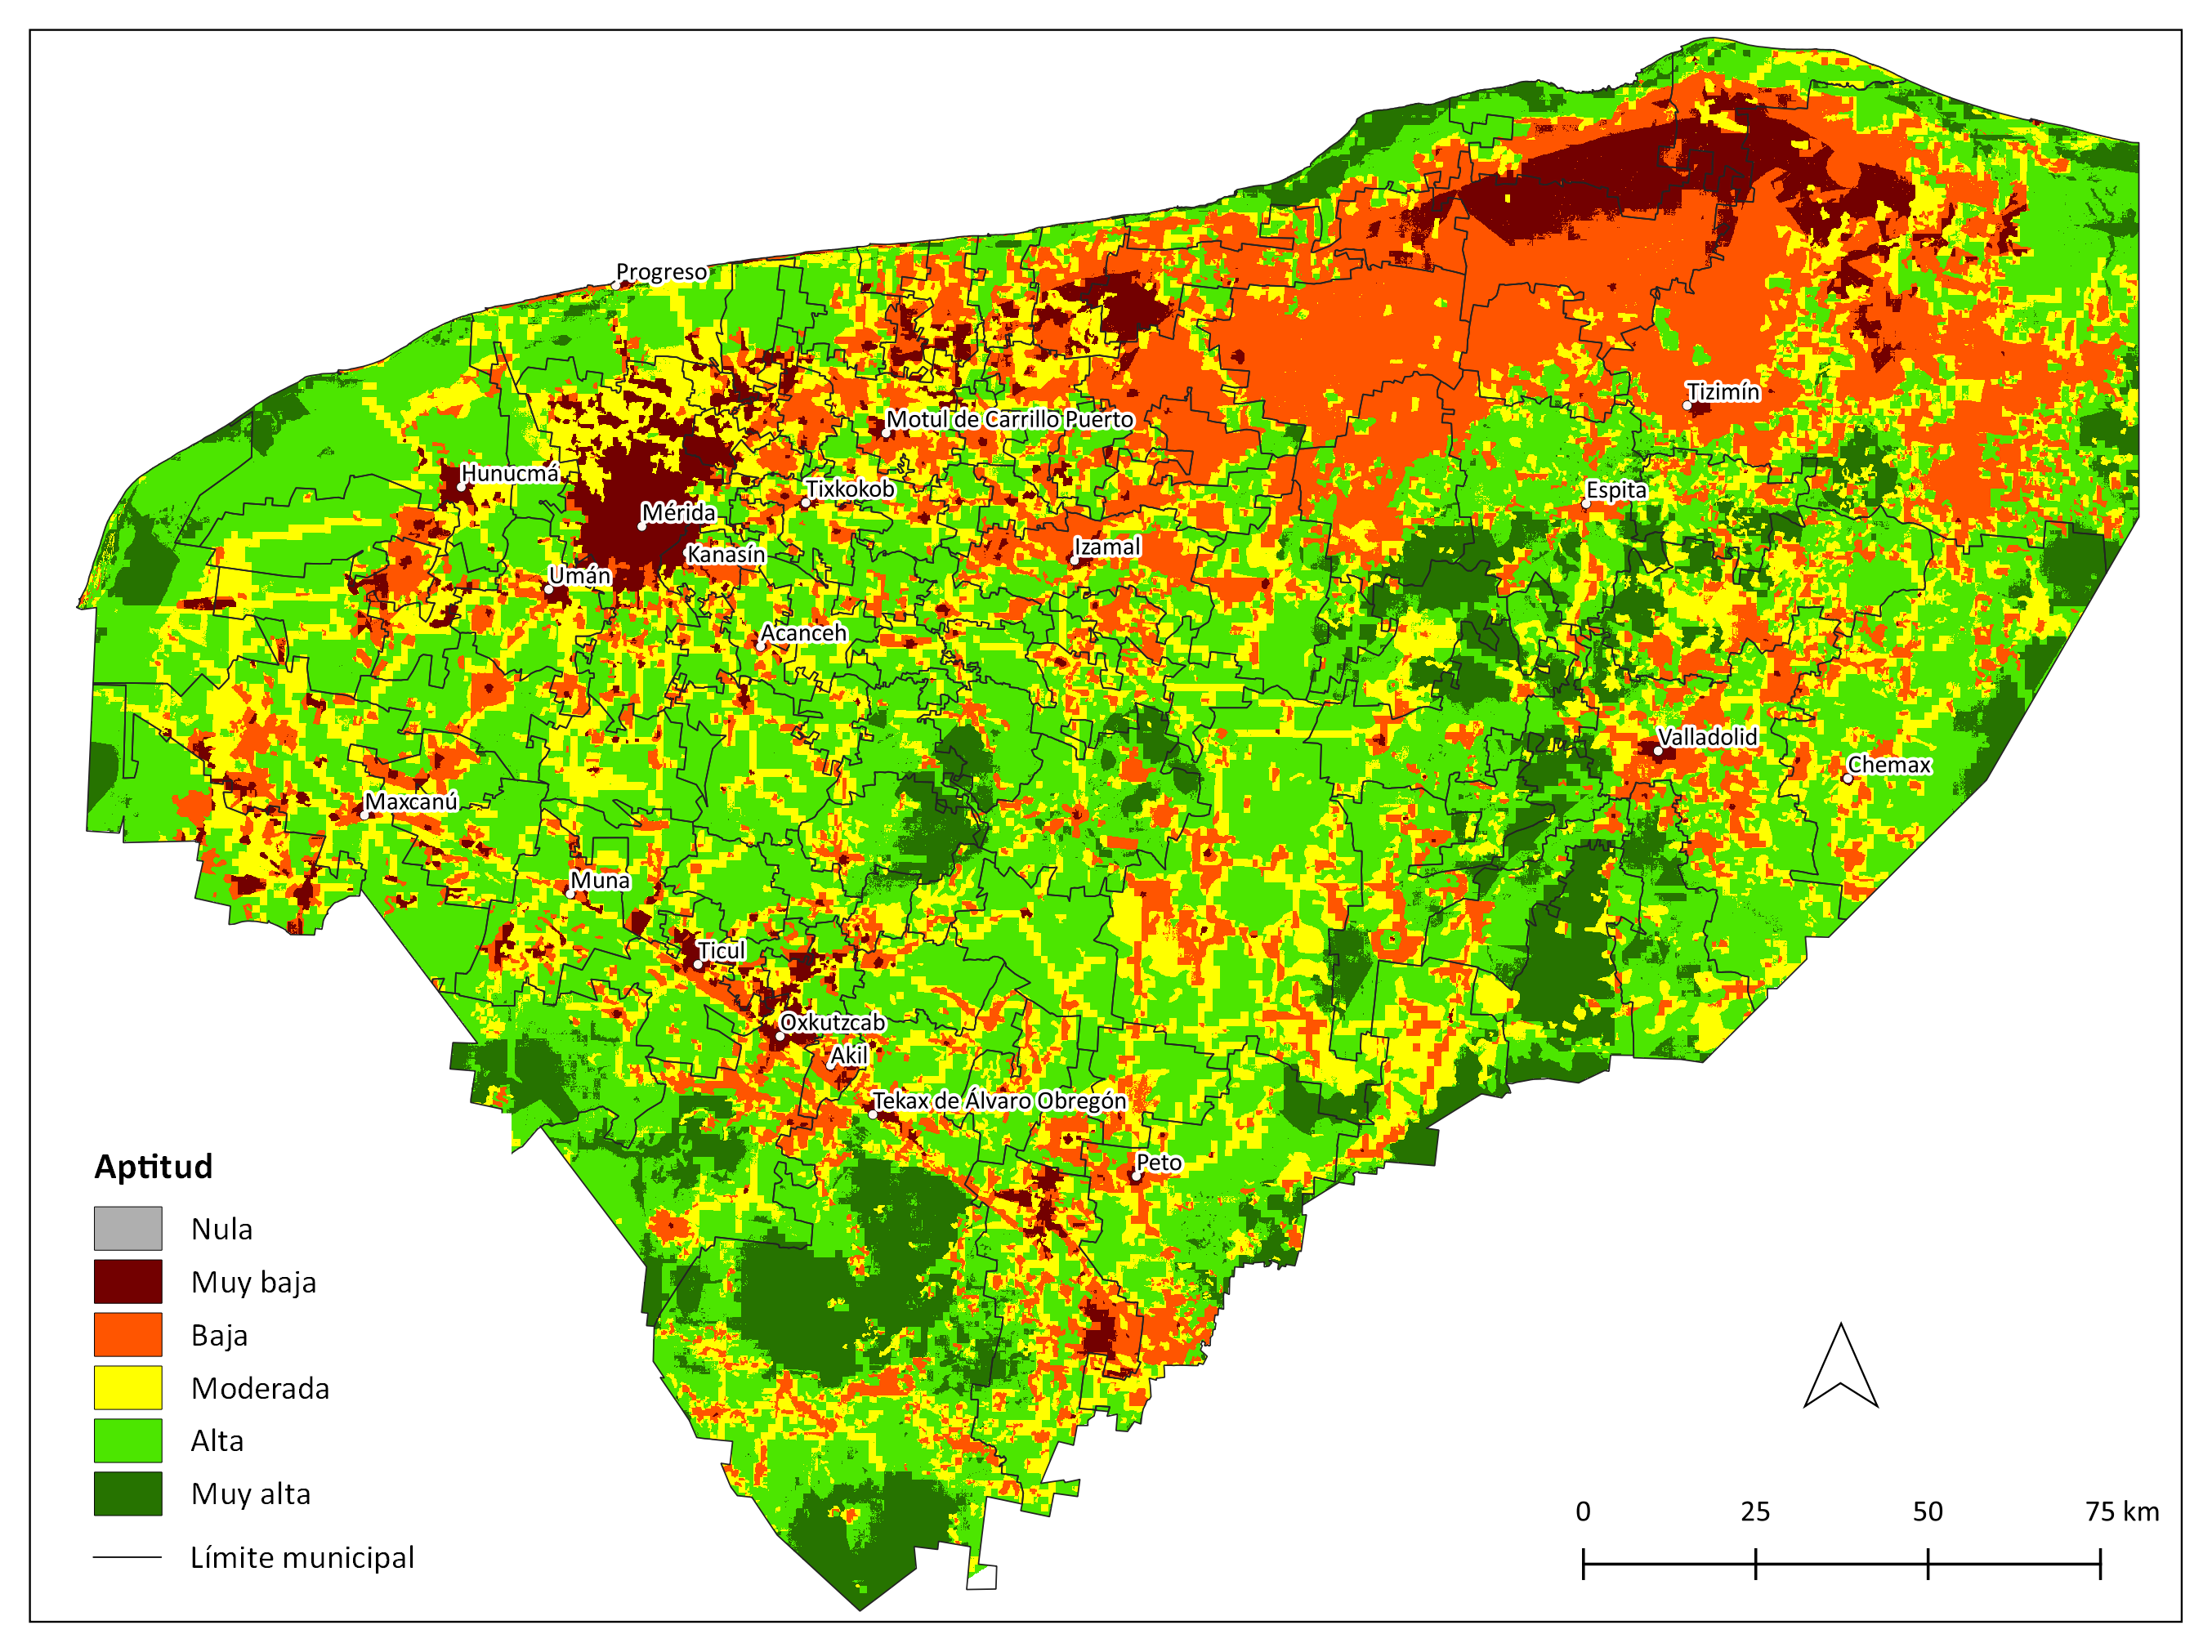 Progreso
Tizimín
Motul de Carrillo Puerto
Hunucmá
Tixkokob
Espita
Mérida
Kanasín
Izamal
Umán
Acanceh
Valladolid
Chemax
Maxcanú
Muna
Ticul
Oxkutzcab
Akil
Tekax de Álvaro Obregón
Peto
Aptitud
Nula
Muy baja
Baja
Moderada
Alta
Muy alta
Límite municipal
0 25 50 75 km